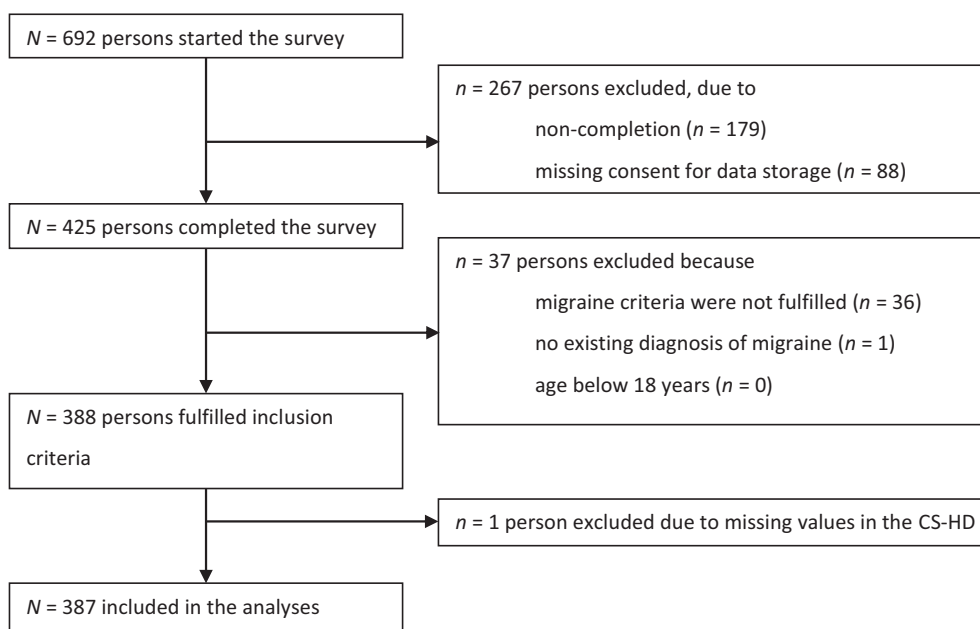 N = 692 persons started the survey
n = 267 persons excluded, due to
non-completion (n = 179)
missing consent for data storage (n = 88)
N = 425 persons completed the survey
n = 37 persons excluded because
migraine criteria were not fulfilled (n = 36)
no existing diagnosis of migraine (n = 1)
age below 18 years (n = 0)
N = 388 persons fulfilled inclusion
criteria
n = 1 person excluded due to missing values in the CS-HD
N = 387 included in the analyses